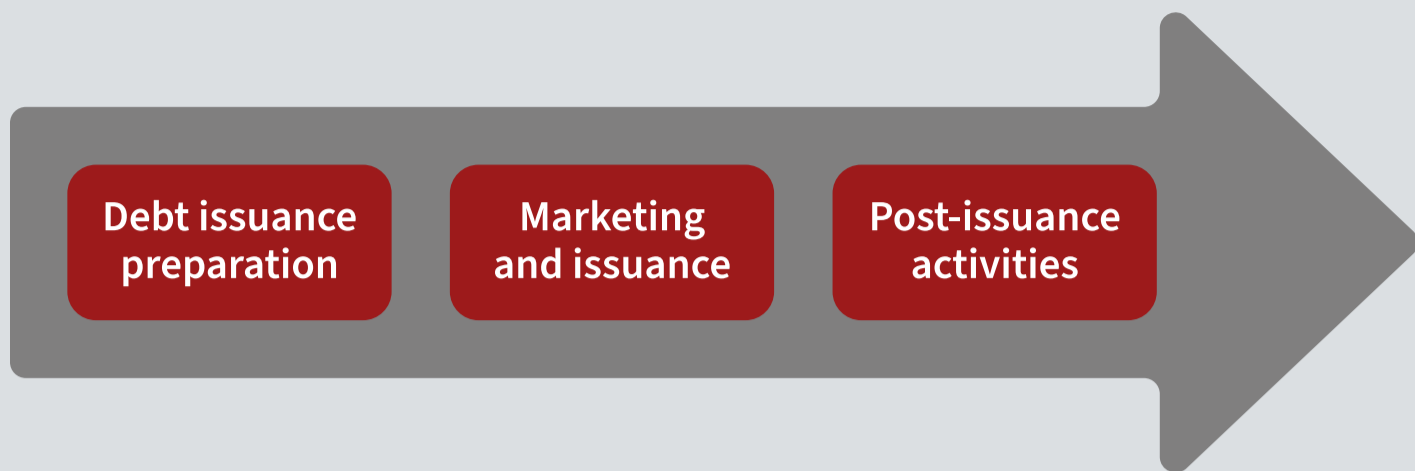 Debt issuance
preparation
Marketing
and issuance
Post-issuance
activities